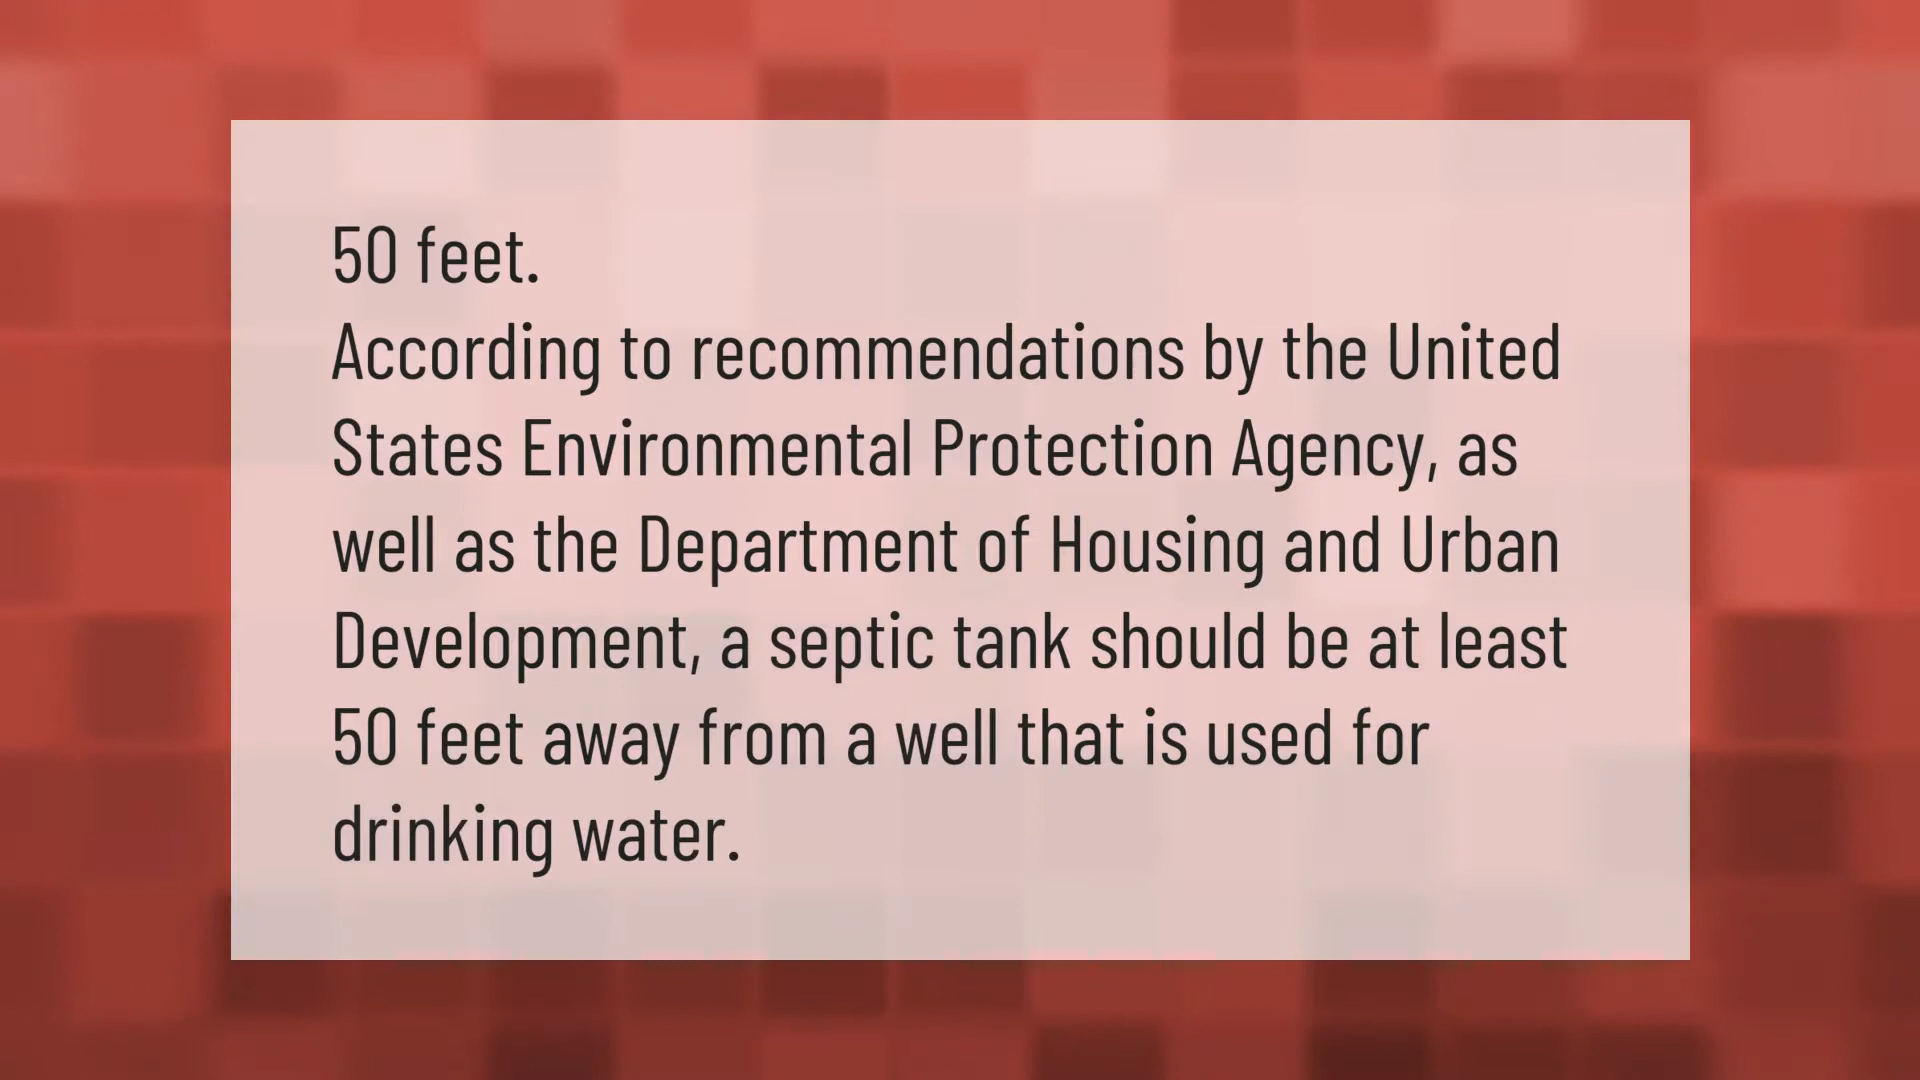 50 feet.
According to recommendations by the United
States Environmental Protection Agency, as
well as the Department of Housing and Urban
Development, a septic tank should be at least
50 feet away from a well that is used for
drinking water.